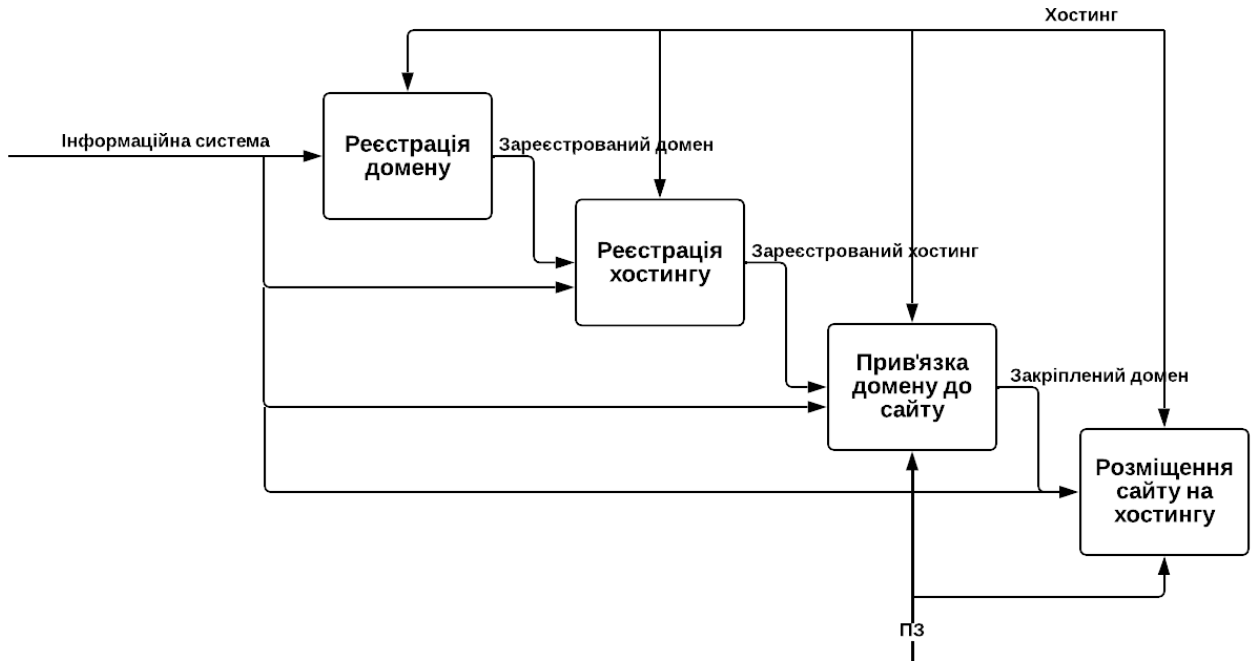 Хостинг
Інформаційна система
Реєстрація
домену
Зареєстрований домен
Реєстрація
хостингу
Зареєстрований хостинг
Прив'язка
домену до
сайту
Закріплений домен
Розміщення
сайту на
хостингу
ПЗ